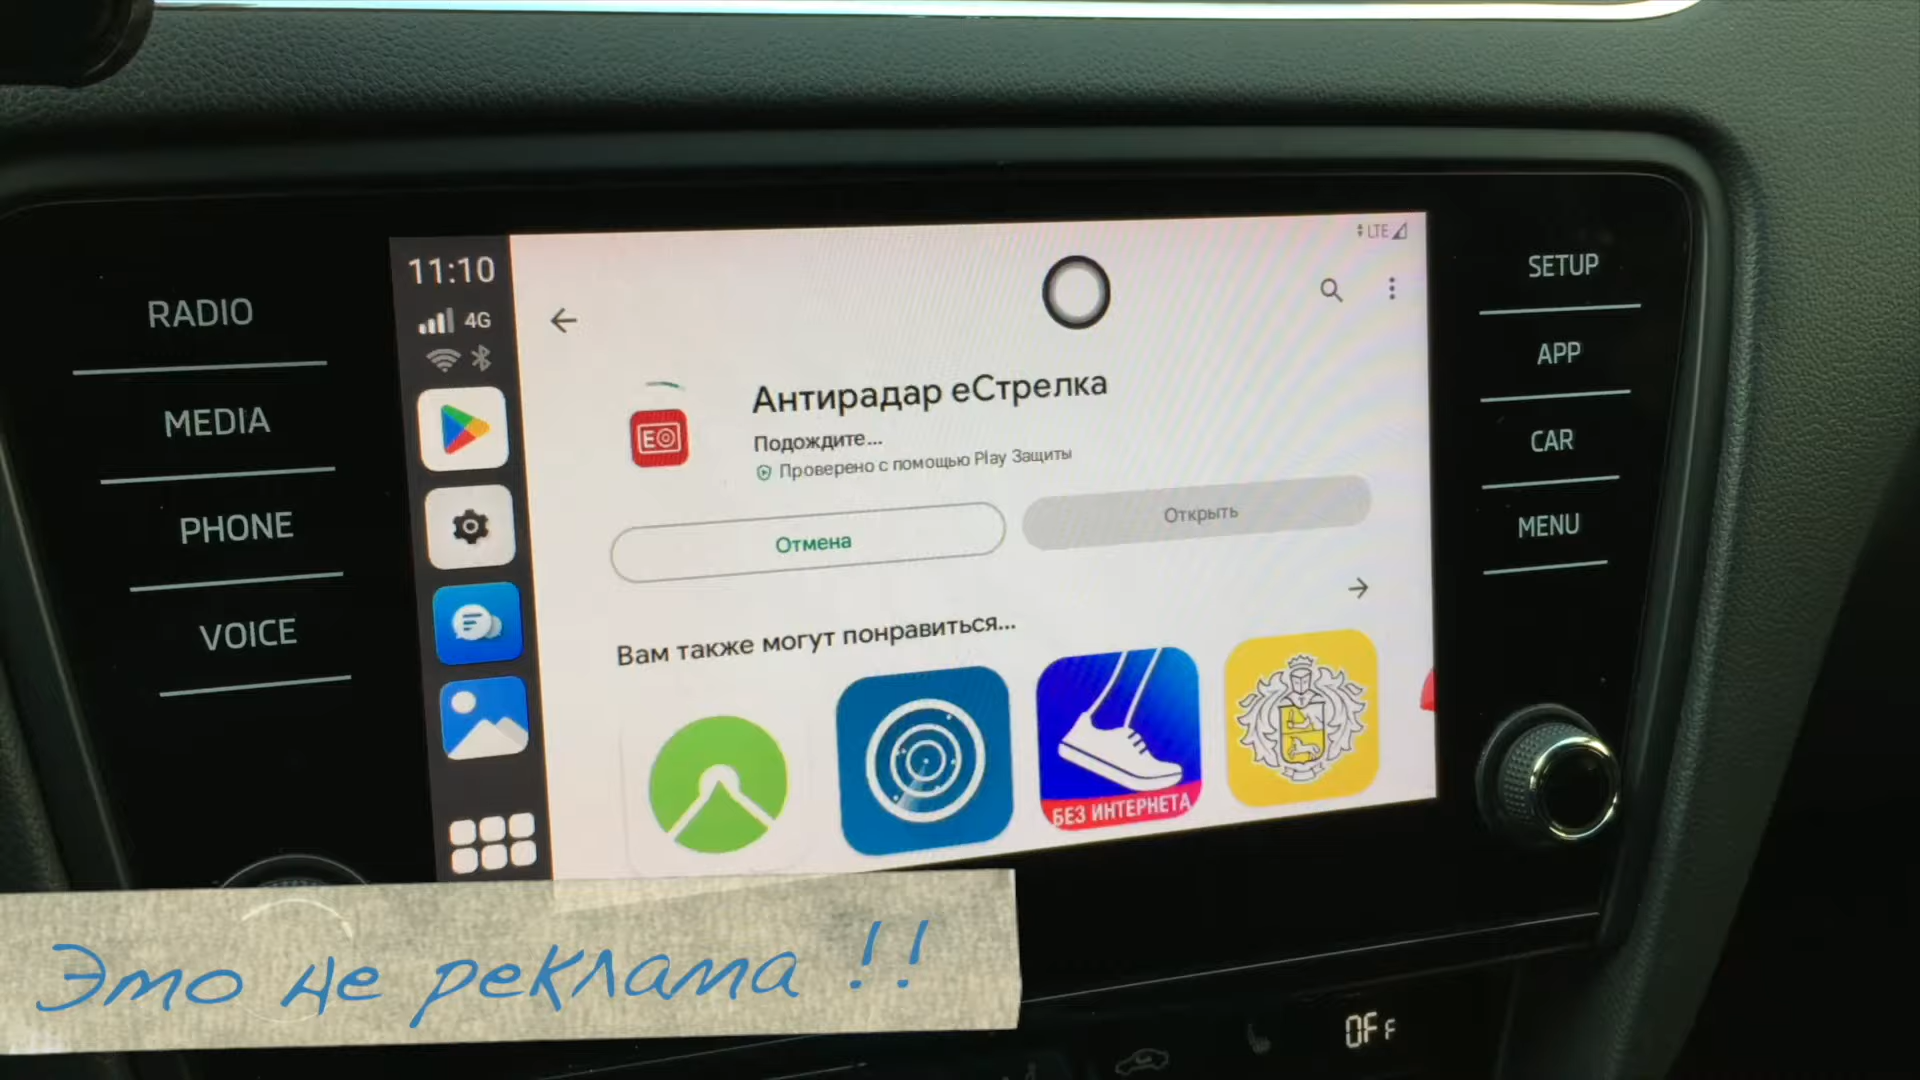 RADIO
MEDIA
PHONE
VOICE
11:10
4G
LTE
Антирадар еСтрелка
Подождите...
Проверено с помощью Play Защиты
Отмена
Открыть
Вам также могут понравиться...
БЕЗ ИНТЕРНЕТА
SETUP
APP
CAR
MENU
OFF
Это не реклама !!